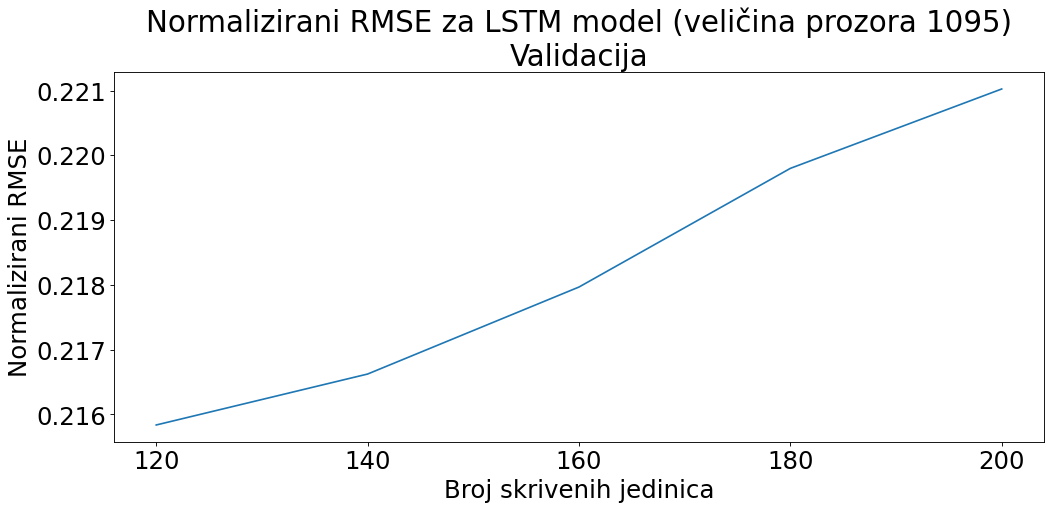 Normalizirani RMSE za LSTM model (veličina prozora 1095)
Validacija
Normalizirani RMSE
0.221
0.220
0.219
0.218
0.217
0.216
120 140 160 180 200
Broj skrivenih jedinica